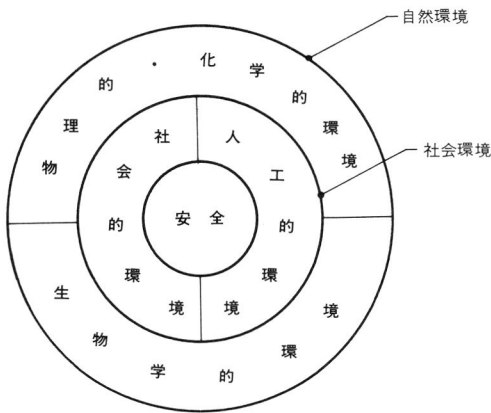 自然環境
物理的・化学的環境
社会環境
社会的環境
人工的環境
安全
生物学的環境